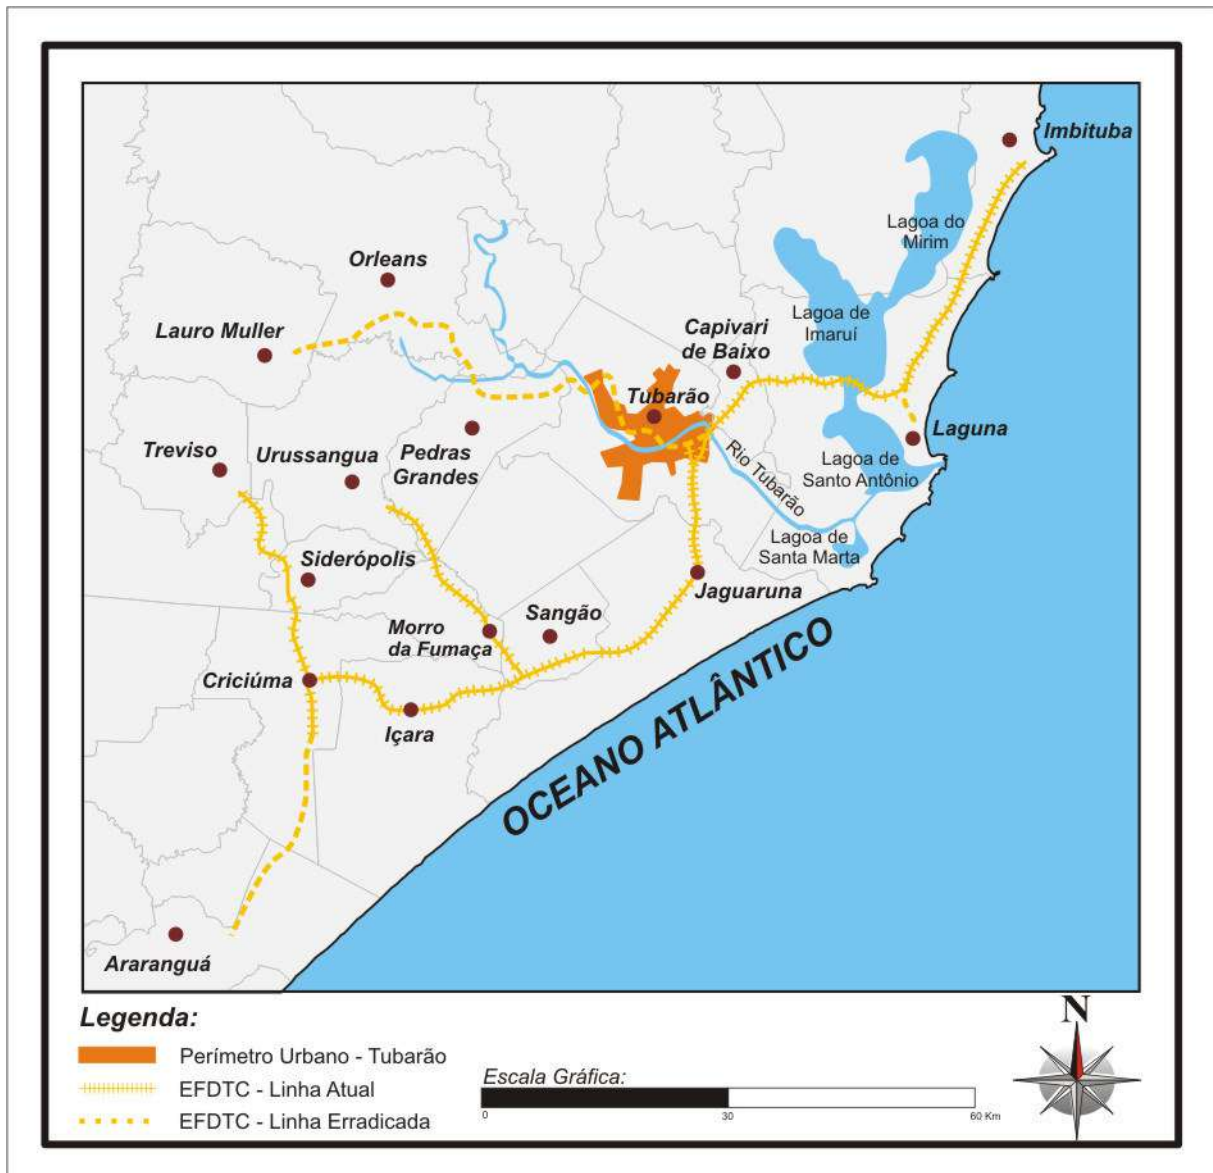 Imbituba
Lagoa do
Mirim
Orleans
Lagoa de
Imaruí
Lauro Muller
Capivari
de Baixo
Tubarão
Laguna
Treviso
Urussangua
Pedras
Grandes
Rio Tubarão
Lagoa de
Santo Antônio
Lagoa de
Santa Marta
Siderópolis
Jaguaruna
Sangão
Morro
da Fumaça
Criciúma
Içara
OCEANO ATLÂNTICO
Araranguá
Legenda:
Perímetro Urbano - Tubarão
EFDTC - Linha Atual
EFDTC - Linha Erradicada
Escala Gráfica:
0
30
60 Km
N